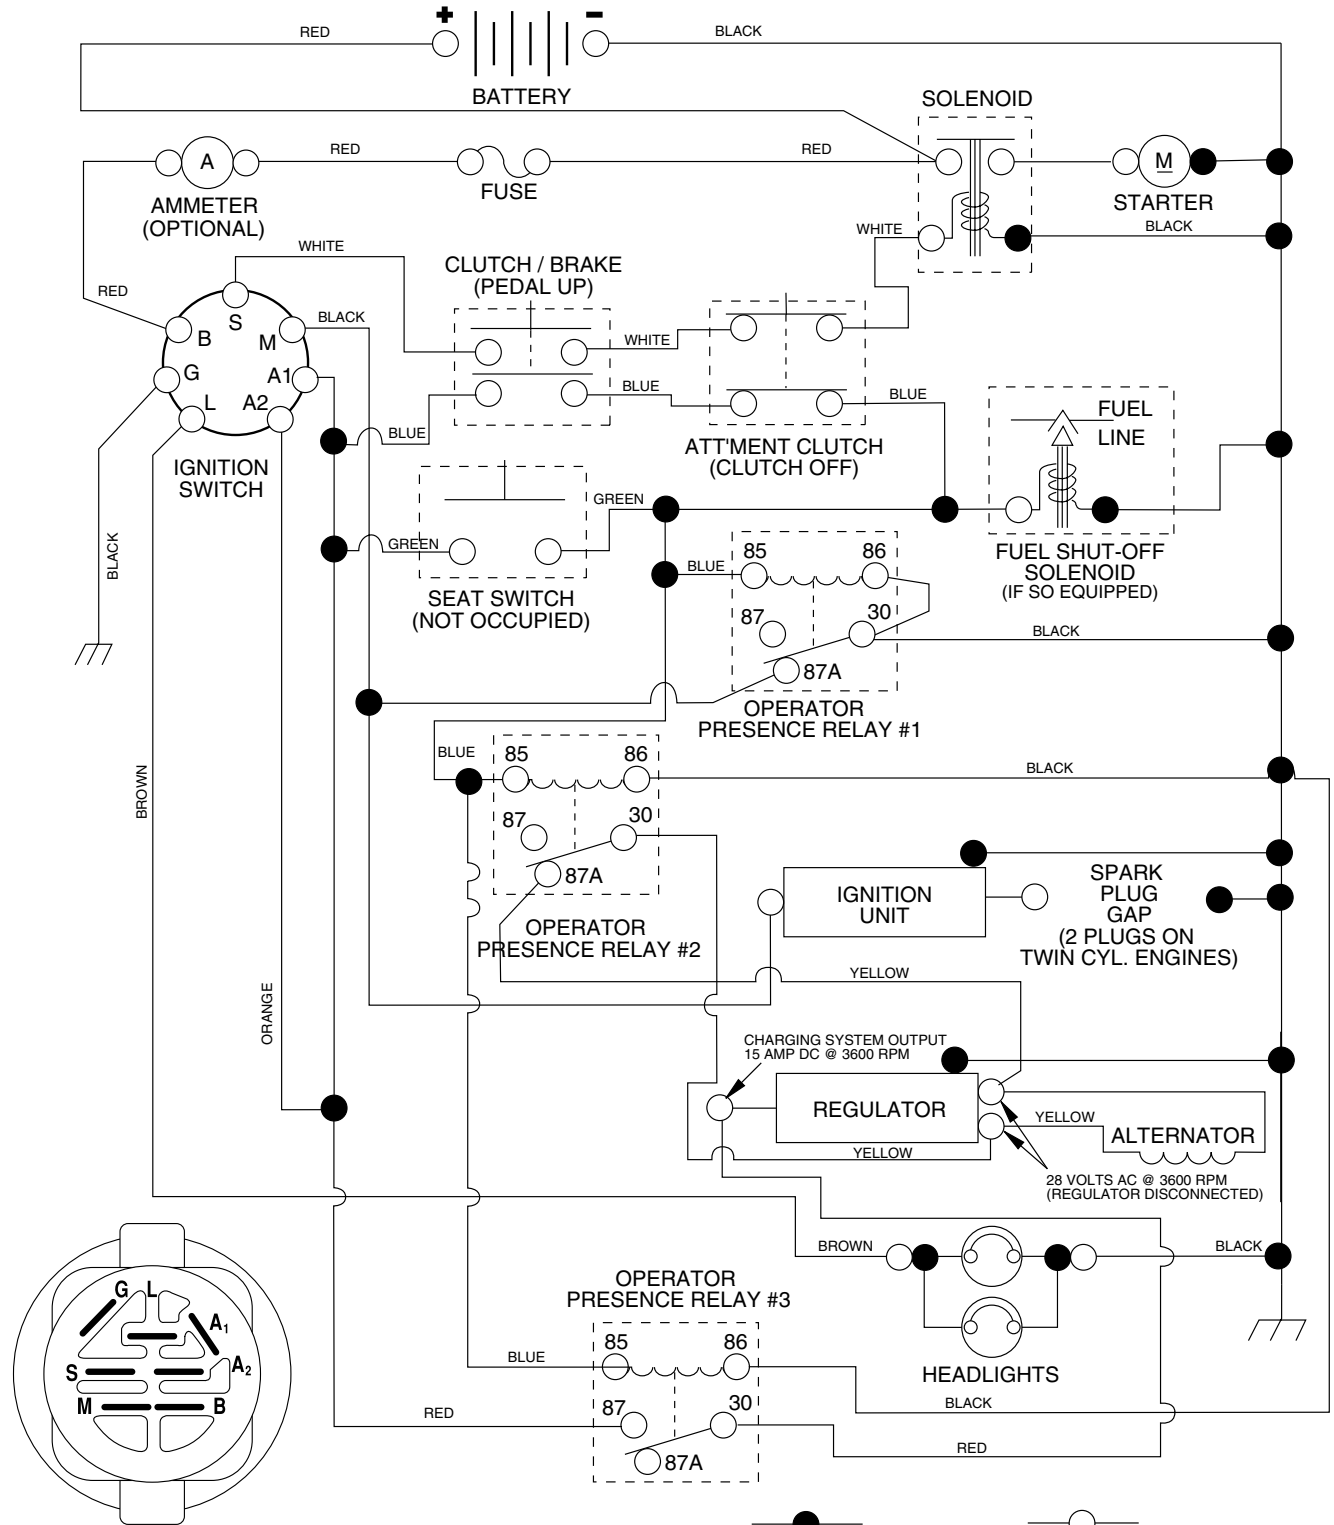 + -
RED
BLACK
BATTERY
SOLENOID
A
RED
FUSE
RED
M
STARTER
AMMETER
(OPTIONAL)
WHITE
WHITE
BLACK
CLUTCH / BRAKE
(PEDAL UP)
RED
S
B
M
BLACK
G
A1
L
A2
WHITE
BLUE
BLUE
BLUE
ATT'MENT CLUTCH
(CLUTCH OFF)
FUEL
LINE
IGNITION
SWITCH
GREEN
GREEN
BLACK
SEAT SWITCH
(NOT OCCUPIED)
BLUE
85
86
87
30
87A
FUEL SHUT-OFF
SOLENOID
(IF SO EQUIPPED)
BLACK
OPERATOR
PRESENCE RELAY #1
BLUE
85
86
BLACK
BROWN
87
30
87A
OPERATOR
PRESENCE RELAY #2
IGNITION
UNIT
SPARK
PLUG
GAP
(2 PLUGS ON
TWIN CYL. ENGINES)
YELLOW
ORANGE
CHARGING SYSTEM OUTPUT
15 AMP DC @ 3600 RPM
REGULATOR
YELLOW
ALTERNATOR
YELLOW
28 VOLTS AC @ 3600 RPM
(REGULATOR DISCONNECTED)
BROWN
BLACK
OPERATOR
PRESENCE RELAY #3
HEADLIGHTS
BLUE
85
86
BLACK
RED
87
30
87A
RED
G
L
A1
S
A2
M
B